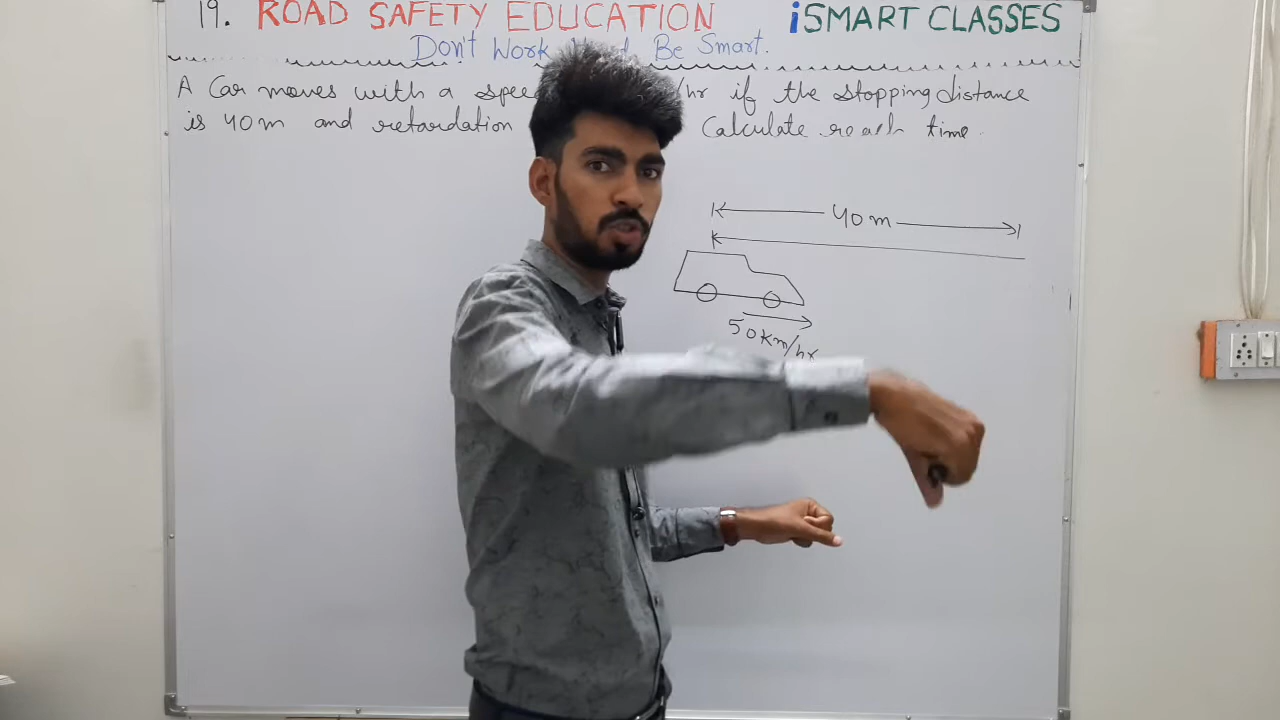 19. ROAD SAFETY EDUCATION iSMART CLASSES
Don't Work Be Smart.
A Car moves with a /hr if the stopping distance
is 40m and retardation Calculate time.
40m
50km/hr